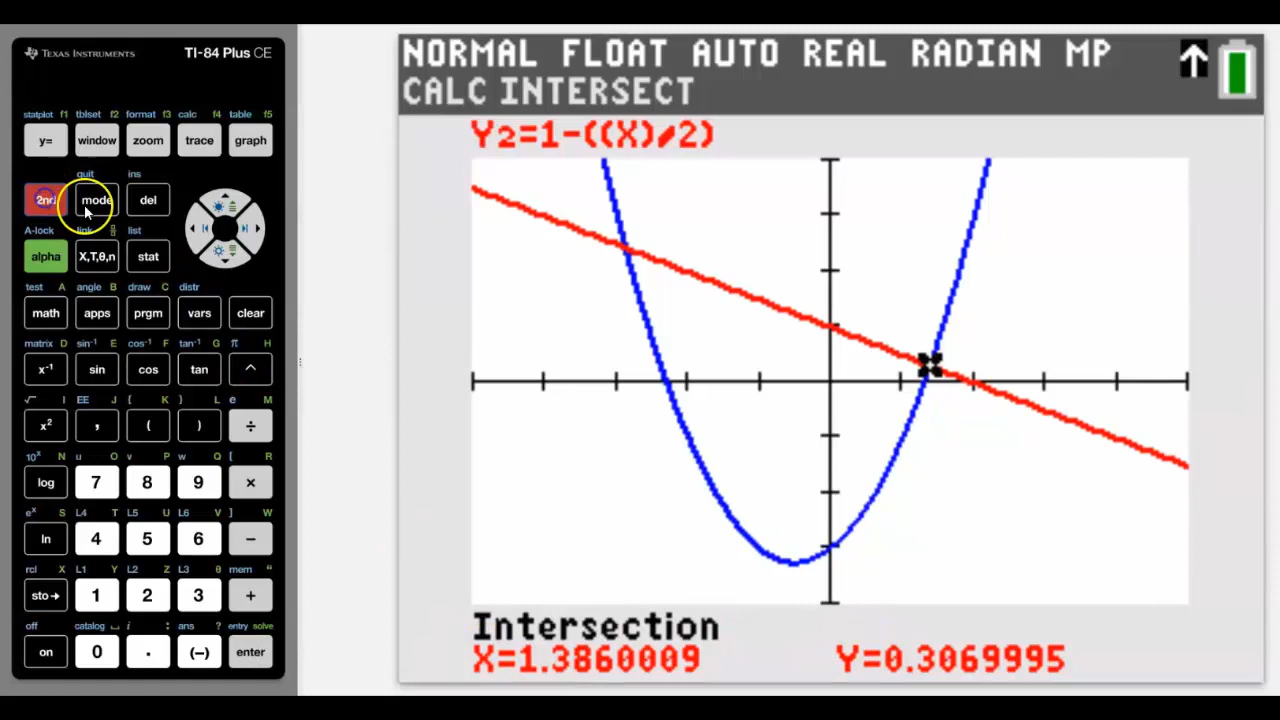 TEXAS INSTRUMENTS TI-84 Plus CE
statplot f1 tblset f2 format f3 calc f4 table f5
y= window zoom trace graph
quit ins
2nd mode del
A-lock link list
alpha X,T,θ,n stat
test A angle B draw C distr
math apps prgm vars clear
matrix D sin⁻¹ E cos⁻¹ F tan⁻¹ G π H
x⁻¹ sin cos tan ^
√ I EE J { K } L e M
x² , ( ) ÷
10ˣ N u O v P w Q [ R
log 7 8 9 ×
eˣ S L4 T L5 U L6 V ] W
ln 4 5 6 −
rcl X L1 Y L2 Z L3 θ mem "
sto→ 1 2 3 +
off catalog ⎵ i : ans ? entry solve
on 0 . (−) enter
NORMAL FLOAT AUTO REAL RADIAN MP
CALC INTERSECT
Y2=1-((X)/2)
Intersection
X=1.3860009 Y=0.3069995